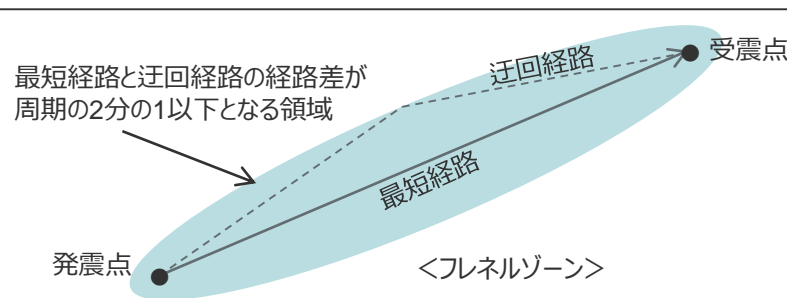 迂回経路
受震点
最短経路と迂回経路の経路差が
周期の2分の1以下となる領域
最短経路
発震点
＜フレネルゾーン＞